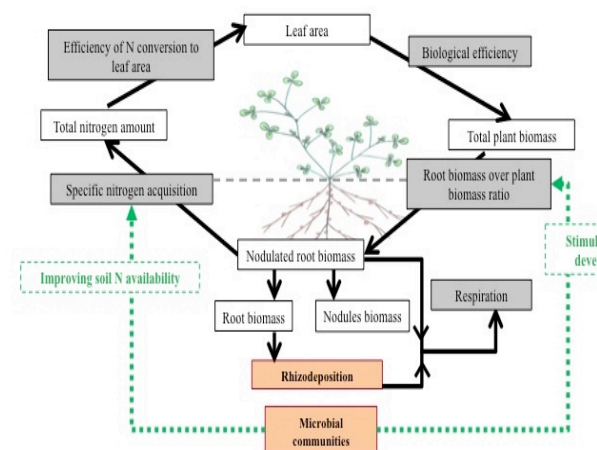 Leaf area
Efficiency of N conversion to
leaf area
Biological efficiency
Total nitrogen amount
Total plant biomass
Specific nitrogen acquisition
Root biomass over plant
biomass ratio
Nodulated root biomass
Improving soil N availability
Respiration
Root biomass
Nodules biomass
Rhizodeposition
Microbial
communities